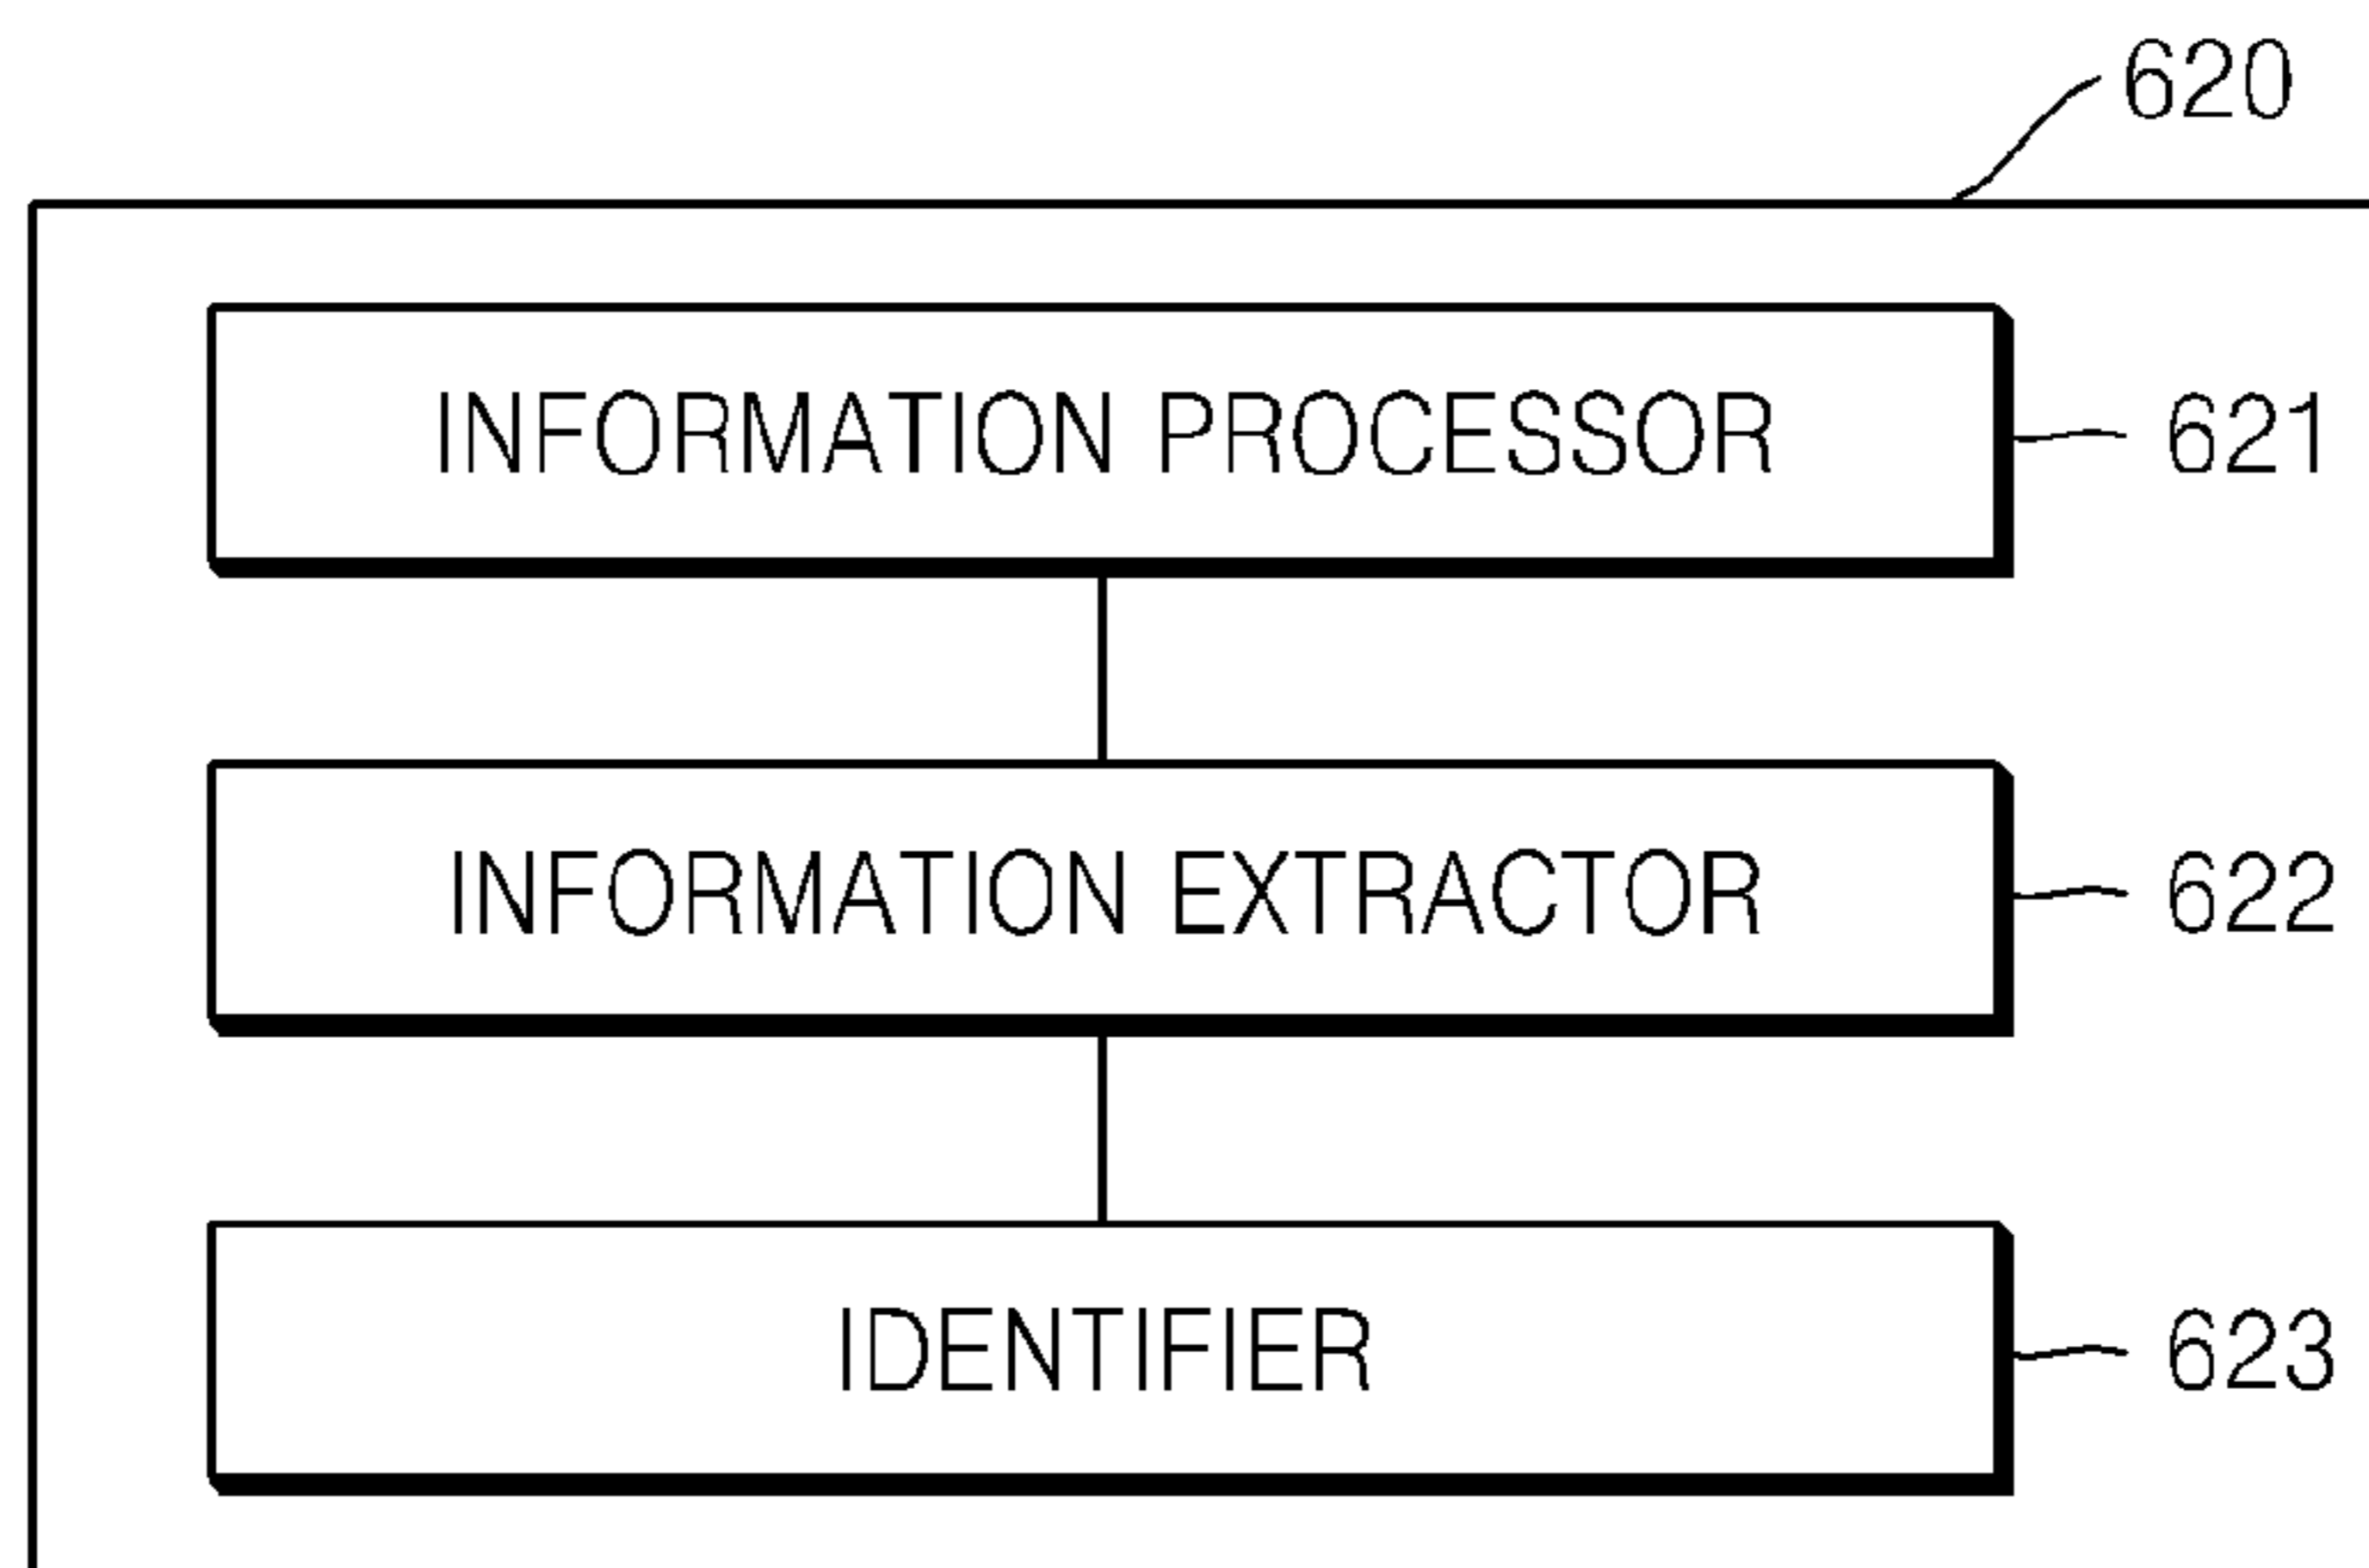 620
INFORMATION PROCESSOR 621
INFORMATION EXTRACTOR 622
IDENTIFIER 623